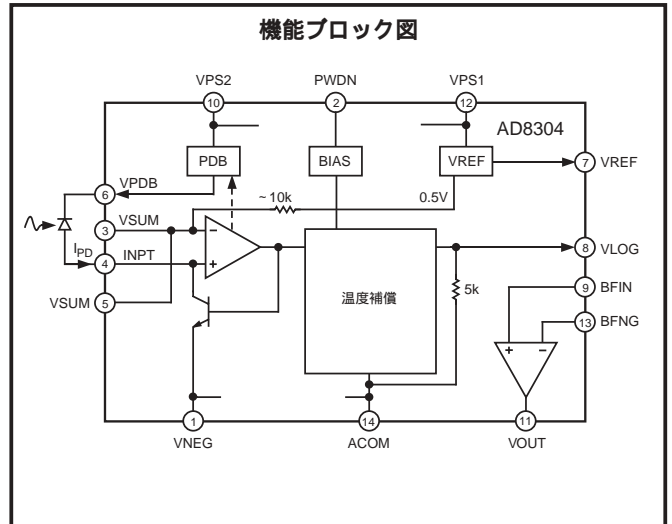 機能ブロック図
VPS2
PWDN
VPS1
10
2
12
AD8304
PDB
BIAS
VREF
7
VREF
VPDB
6
~10k
0.5V
VSUM
3
−
IPD
4
INPT
+
VSUM
5
温度補償
5k
8
VLOG
9
BFIN
13
BFNG
+
−
1
14
11
VNEG
ACOM
VOUT